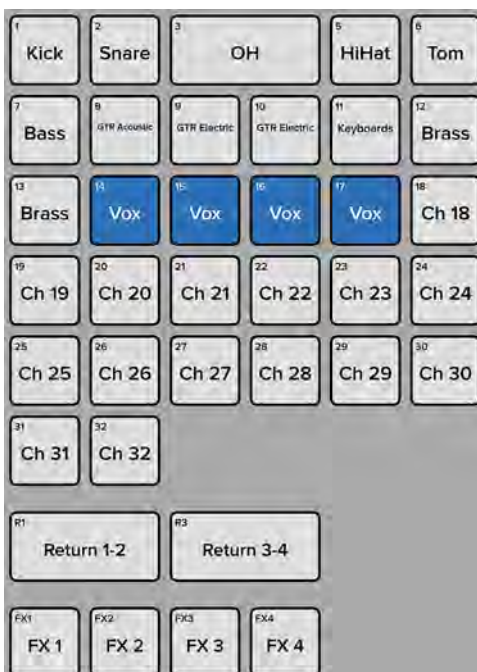 1 2 3 5 6
Kick Snare OH HiHat Tom
7 8 9 10 11 12
Bass GTR Acoustic GTR Electric GTR Electric Keyboards Brass
13 14 15 16 17 18
Brass Vox Vox Vox Vox Ch 18
19 20 21 22 23 24
Ch 19 Ch 20 Ch 21 Ch 22 Ch 23 Ch 24
25 26 27 28 29 30
Ch 25 Ch 26 Ch 27 Ch 28 Ch 29 Ch 30
31 32
Ch 31 Ch 32
R1 R3
Return 1-2 Return 3-4
FX1 FX2 FX3 FX4
FX 1 FX 2 FX 3 FX 4